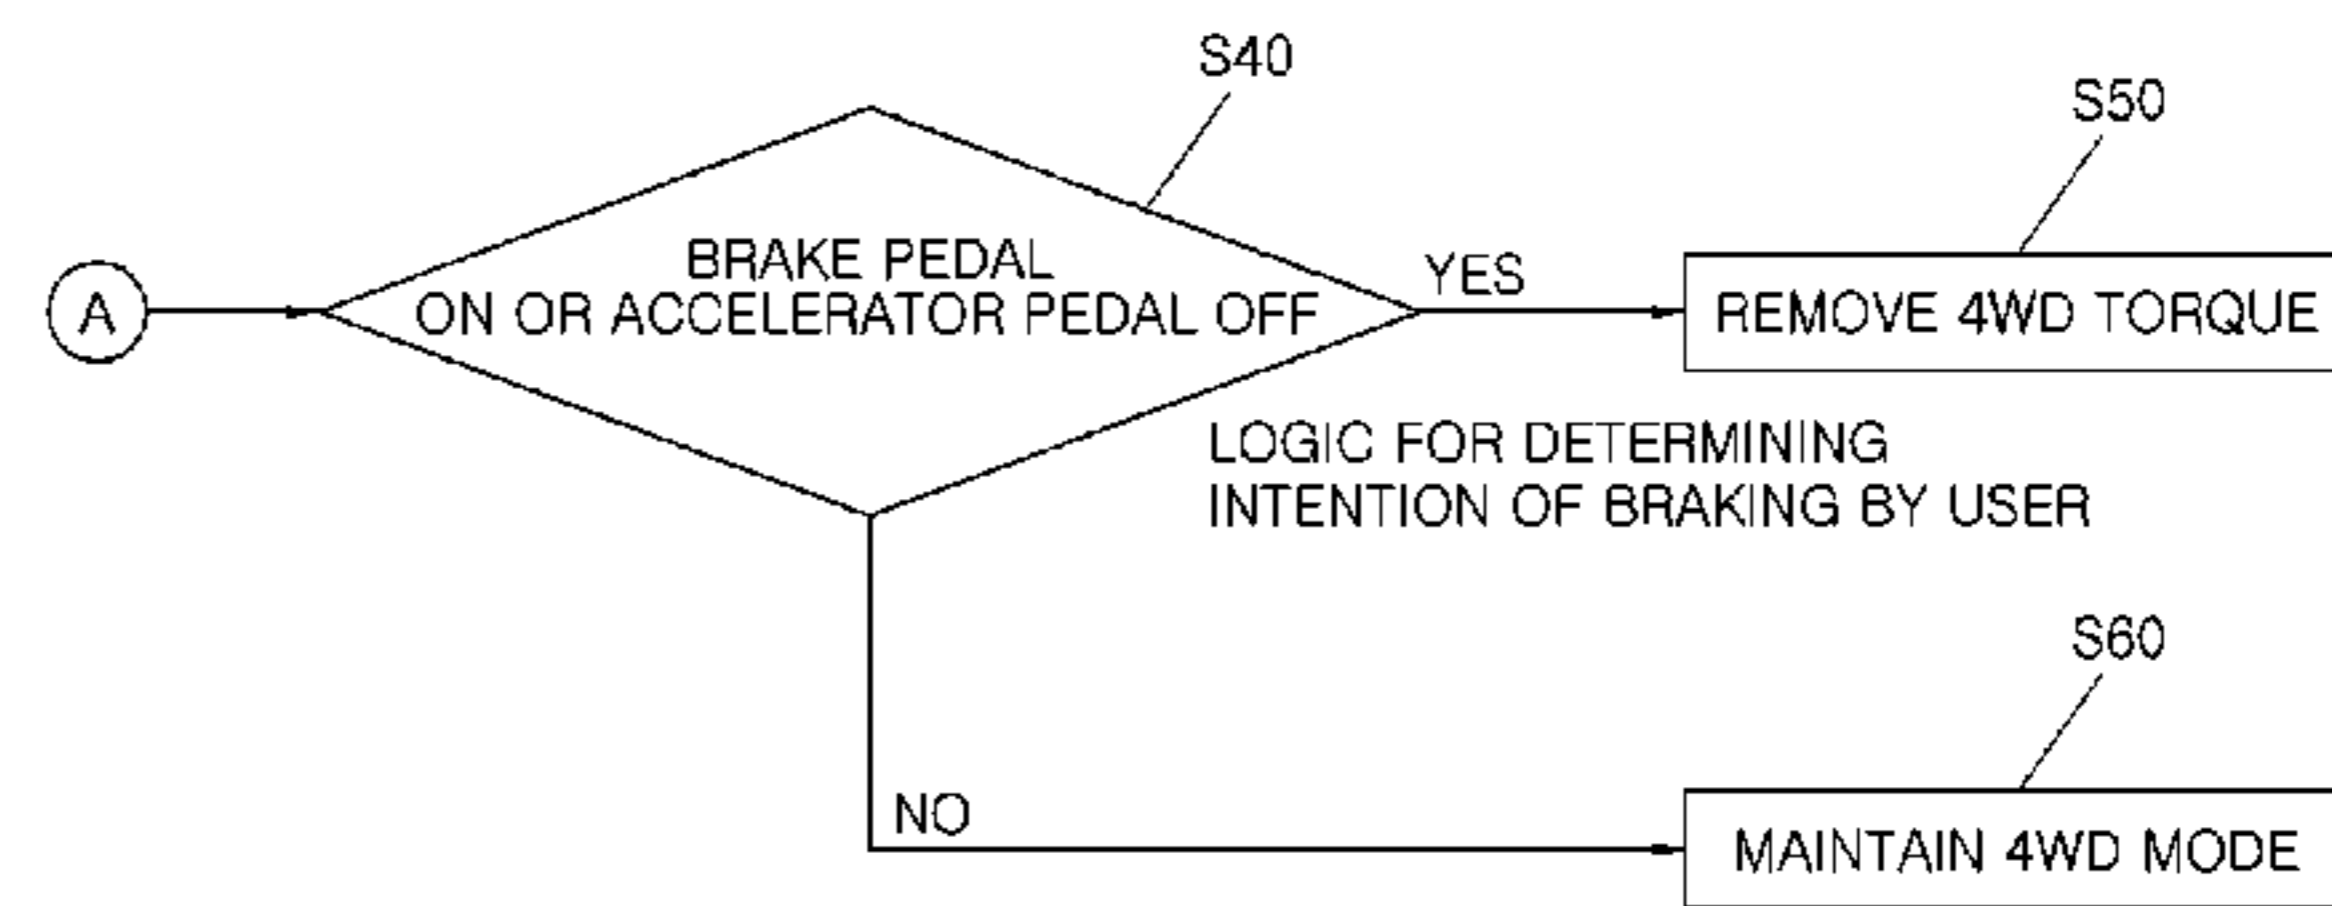 S40
S50
A
BRAKE PEDAL
ON OR ACCELERATOR PEDAL OFF
YES
REMOVE 4WD TORQUE
LOGIC FOR DETERMINING
INTENTION OF BRAKING BY USER
S60
NO
MAINTAIN 4WD MODE